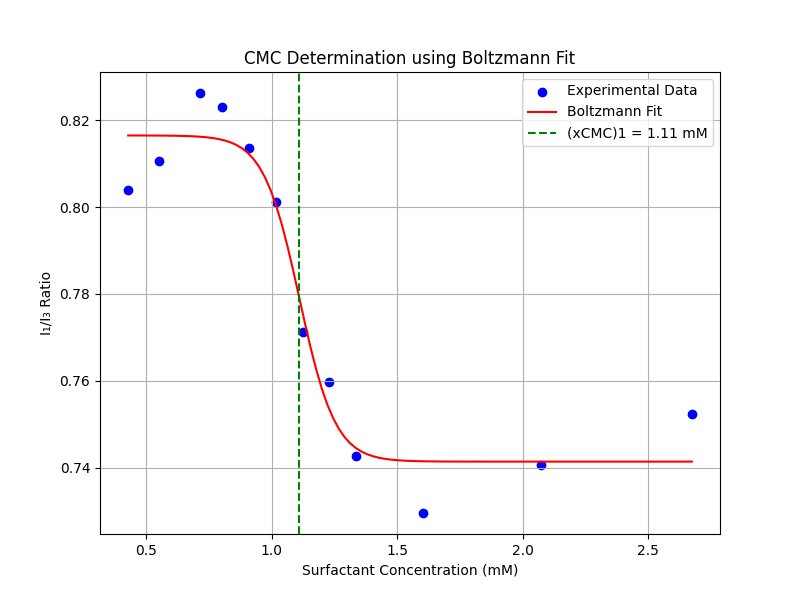 CMC Determination using Boltzmann Fit
Experimental Data
Boltzmann Fit
(xCMC)1 = 1.11 mM
0.82
0.80
0.78
0.76
0.74
I₁/I₃ Ratio
0.5 1.0 1.5 2.0 2.5
Surfactant Concentration (mM)